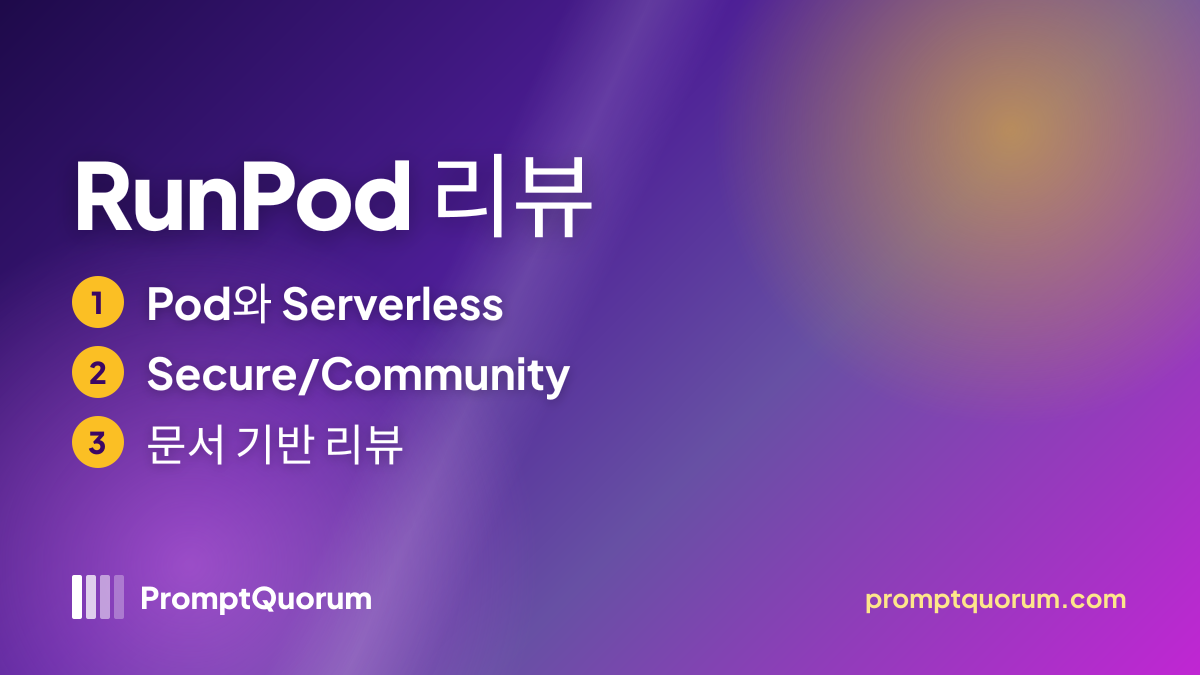 RunPod 리뷰
1 Pod와 Serverless
2 Secure/Community
3 문서 기반 리뷰
PromptQuorum
promptquorum.com